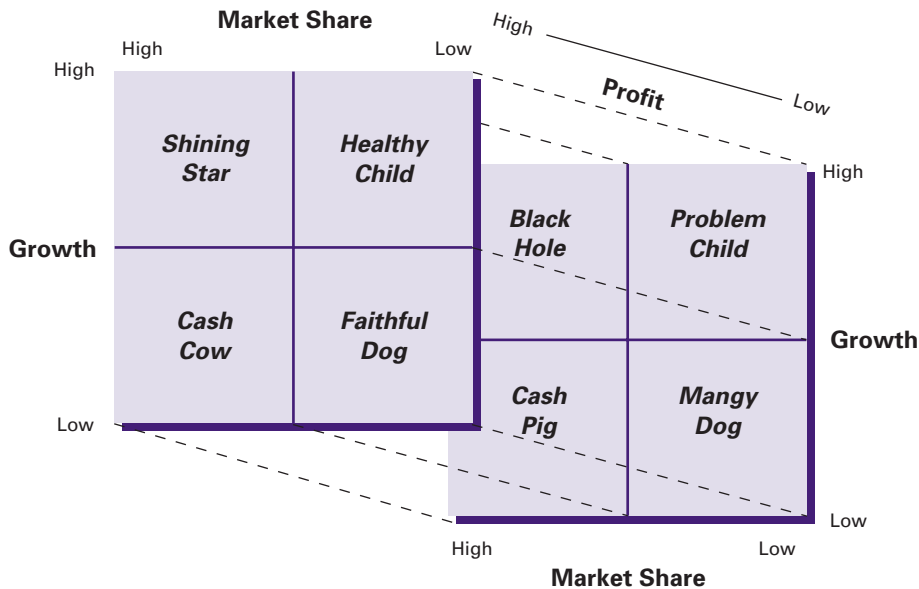 Market Share
High
Low
High
Low
Profit
High
Shining
Star
Healthy
Child
High
Black
Hole
Problem
Child
Growth
Cash
Cow
Faithful
Dog
Growth
Cash
Pig
Mangy
Dog
Low
Low
High
Low
Market Share